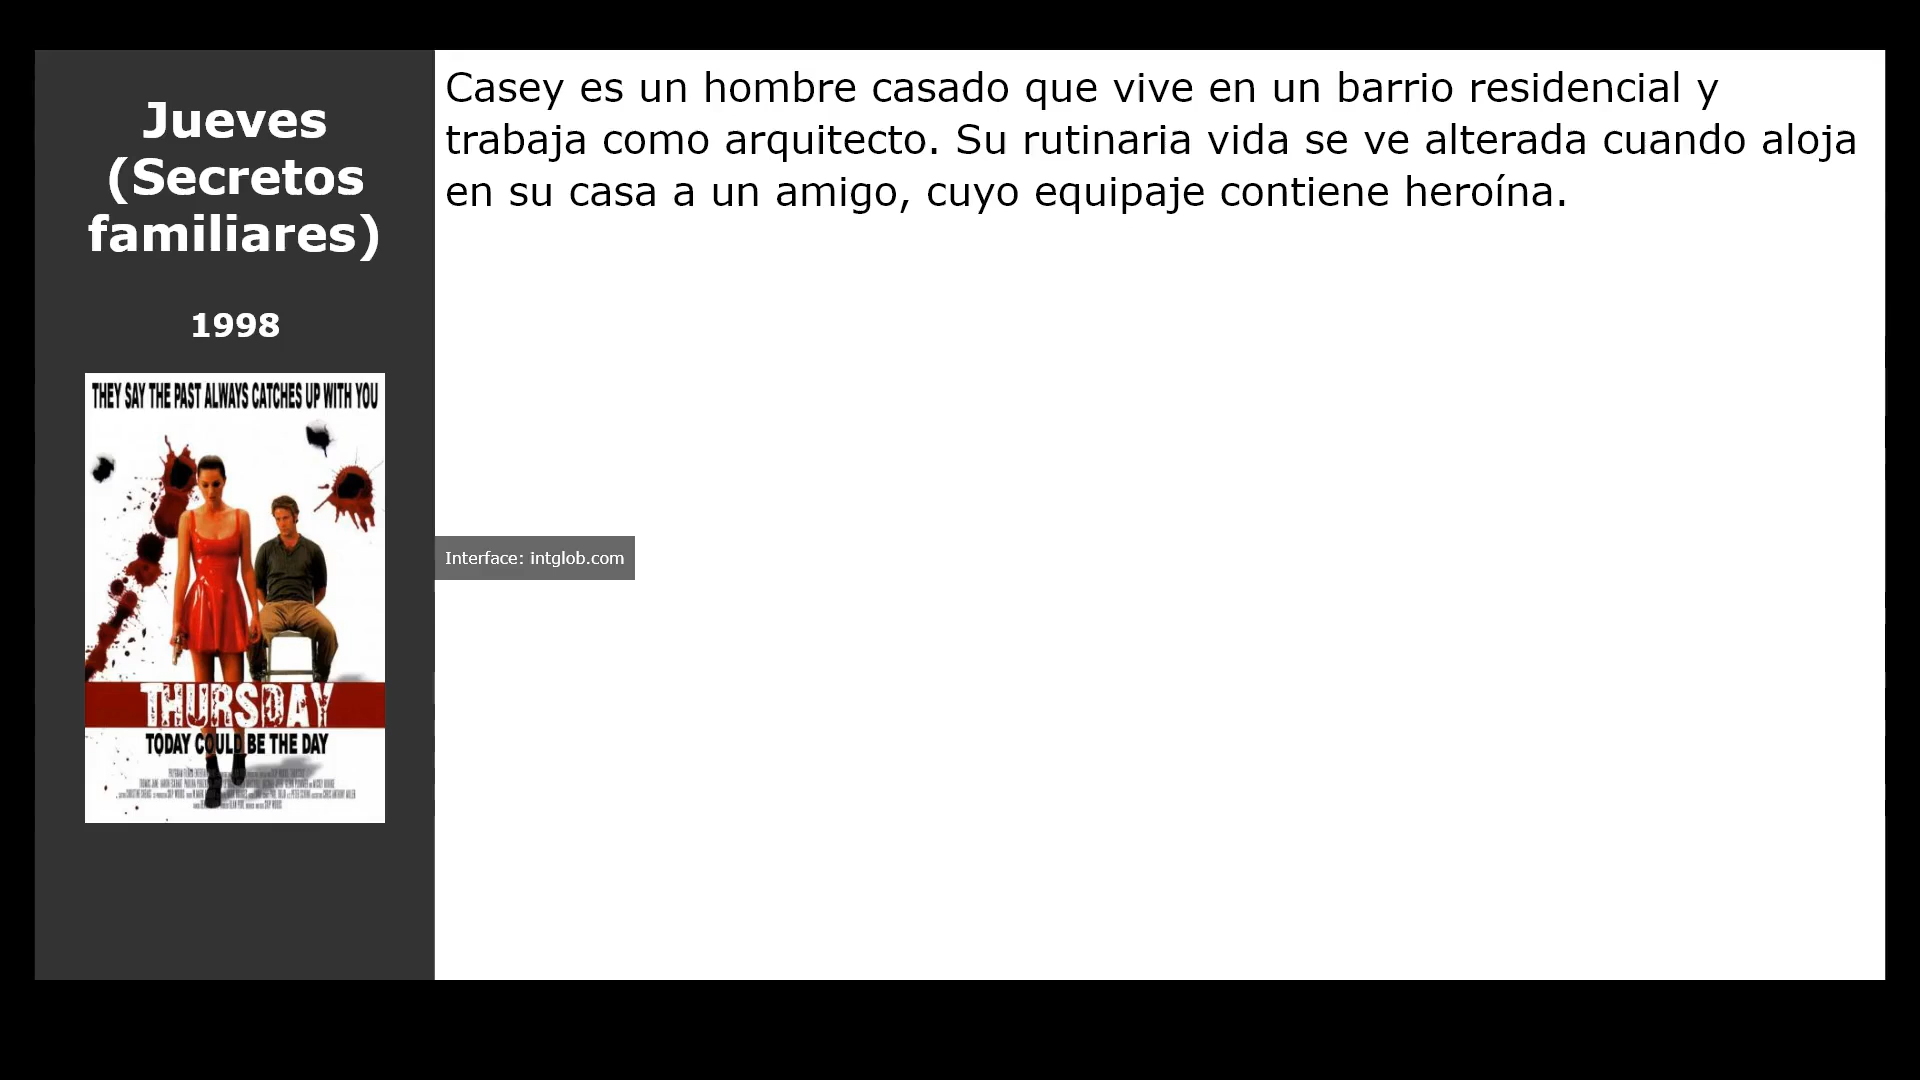 Jueves
(Secretos
familiares)
1998
THEY SAY THE PAST ALWAYS CATCHES UP WITH YOU
THURSDAY
TODAY COULD BE THE DAY
Casey es un hombre casado que vive en un barrio residencial y
trabaja como arquitecto. Su rutinaria vida se ve alterada cuando aloja
en su casa a un amigo, cuyo equipaje contiene heroína.
Interface: intglob.com